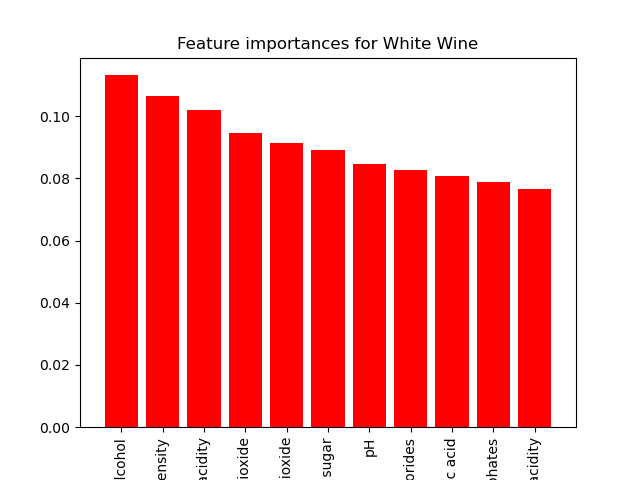 Feature importances for White Wine
0.10
0.08
0.06
0.04
0.02
0.00
lcohol
ensity
acidity
ioxide
ioxide
sugar
pH
orides
c acid
phates
acidity